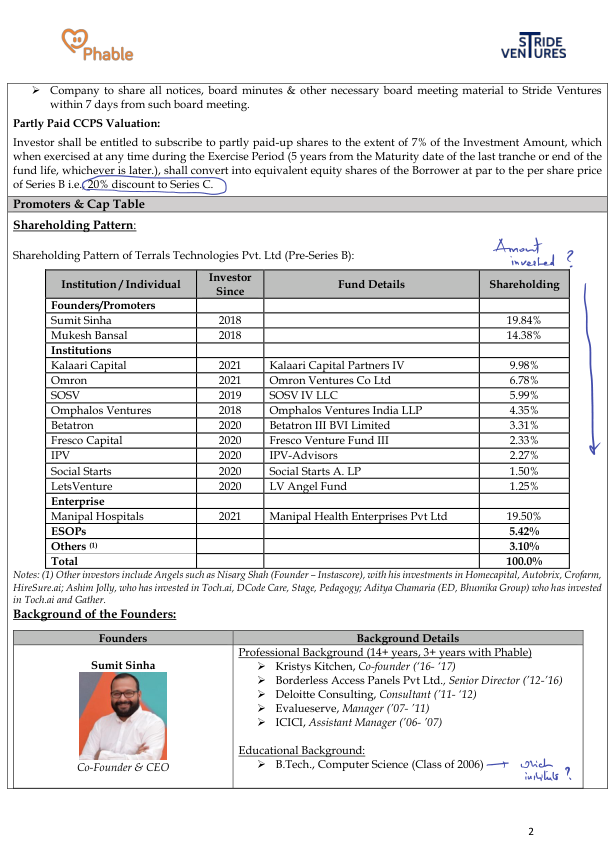 Phable
STRIDE
VENTURES
➢ Company to share all notices, board minutes & other necessary board meeting material to Stride Ventures
within 7 days from such board meeting.
Partly Paid CCPS Valuation:
Investor shall be entitled to subscribe to partly paid-up shares to the extent of 7% of the Investment Amount, which
when exercised at any time during the Exercise Period (5 years from the Maturity date of the last tranche or end of the
fund life, whichever is later.), shall convert into equivalent equity shares of the Borrower at par to the per share price
of Series B i.e. 20% discount to Series C.
Promoters & Cap Table
Shareholding Pattern:
Amount
invested ?
Shareholding Pattern of Terrals Technologies Pvt. Ltd (Pre-Series B):
Institution / Individual Investor Since Fund Details Shareholding
Founders/Promoters
Sumit Sinha 2018 19.84%
Mukesh Bansal 2018 14.38%
Institutions
Kalaari Capital 2021 Kalaari Capital Partners IV 9.98%
Omron 2021 Omron Ventures Co Ltd 6.78%
SOSV 2019 SOSV IV LLC 5.99%
Omphalos Ventures 2018 Omphalos Ventures India LLP 4.35%
Betatron 2020 Betatron III BVI Limited 3.31%
Fresco Capital 2020 Fresco Venture Fund III 2.33%
IPV 2020 IPV-Advisors 2.27%
Social Starts 2020 Social Starts A. LP 1.50%
LetsVenture 2020 LV Angel Fund 1.25%
Enterprise
Manipal Hospitals 2021 Manipal Health Enterprises Pvt Ltd 19.50%
ESOPs 5.42%
Others (1) 3.10%
Total 100.0%
Notes: (1) Other investors include Angels such as Nisarg Shah (Founder – Instascore), with his investments in Homecapital, Autobrix, Crofarm,
HireSure.ai; Ashim Jolly, who has invested in Toch.ai, DCode Care, Stage, Pedagogy; Aditya Chamaria (ED, Bhumika Group) who has invested
in Toch.ai and Gather.
Background of the Founders:
Founders Background Details
Professional Background (14+ years, 3+ years with Phable)
Sumit Sinha
➢ Kristys Kitchen, Co-founder ('16- '17)
➢ Borderless Access Panels Pvt Ltd., Senior Director ('12-'16)
➢ Deloitte Consulting, Consultant ('11- '12)
➢ Evalueserve, Manager ('07- '11)
➢ ICICI, Assistant Manager ('06- '07)
Educational Background:
➢ B.Tech., Computer Science (Class of 2006) → which
institute ?
Co-Founder & CEO
2